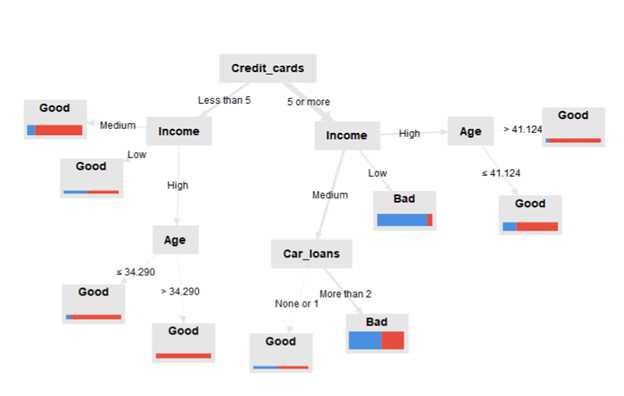 Credit_cards
Less than 5
5 or more
Good
Medium
Income
Low
Good
High
Age
≤ 34.290
Good
> 34.290
Good
Income
High
Age
> 41.124
Good
≤ 41.124
Good
Low
Bad
Medium
Car_loans
None or 1
Good
More than 2
Bad